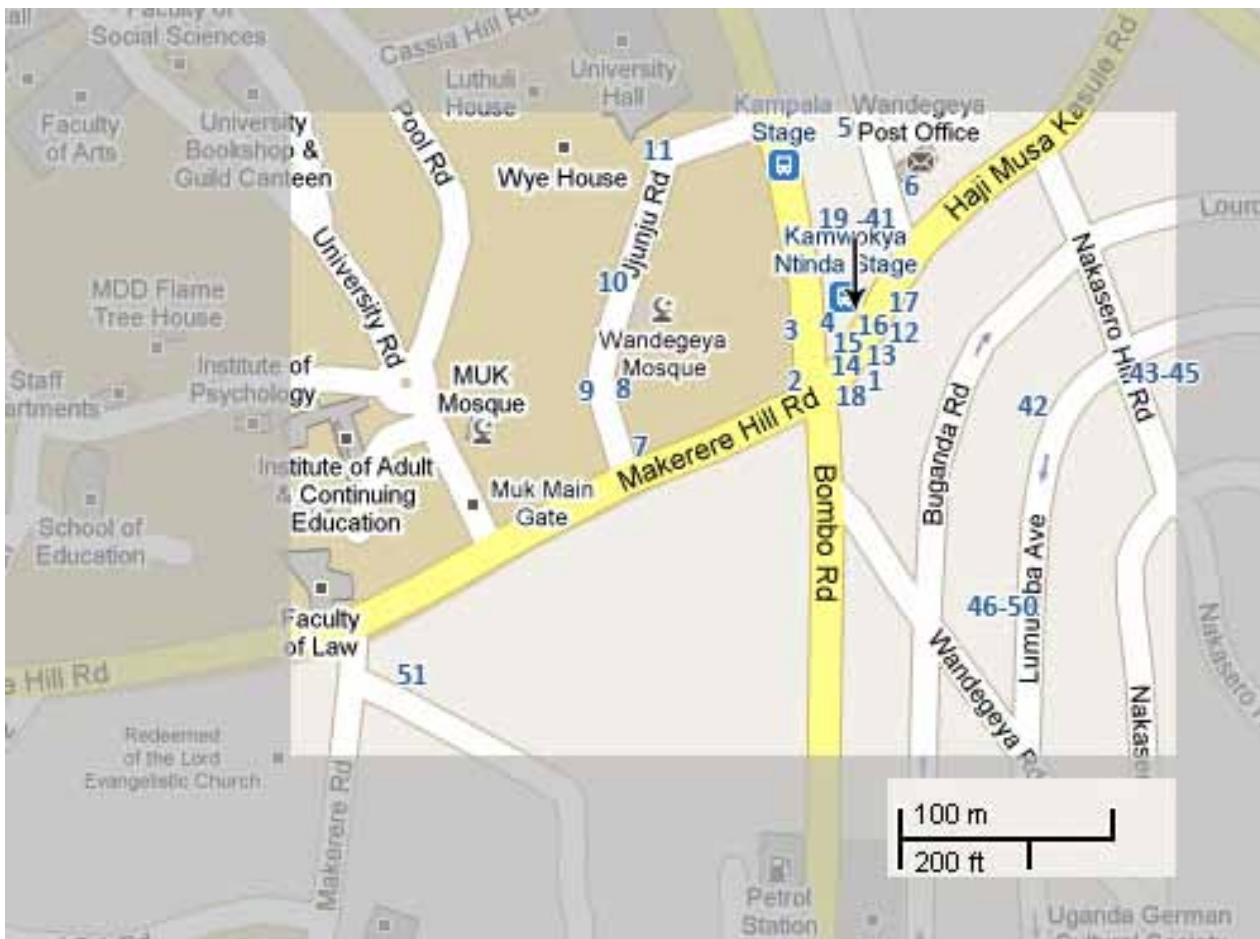 all
Faculty of
Social Sciences
Cassia Hill Rd
Luthuli
House
University
Hall
Kampala
Stage
Wandegeya
Post Office
5
6
Haji Musa Kasule Rd
Faculty
of Arts
University
Bookshop &
Guild Canteen
Pool Rd
11
Wye House
Jjunju Rd
19 -41
Kamwokya
Ntinda Stage
Nakasero Hill Rd
University Rd
MDD Flame
Tree House
10
Wandegeya
Mosque
3
4
17
16
12
15
13
14
1
2
18
Staff
Institute of
Psychology
MUK
Mosque
9
8
7
Makerere Hill Rd
42
43-45
Institute of Adult
& Continuing
Education
Muk Main
Gate
Bombo Rd
Buganda Rd
Lumumba Ave
School of
Education
Faculty
of Law
46-50
Wandegeya Rd
Nakasero
e Hill Rd
51
Redeemed
of the Lord
Evangelistic Church
Makerere Rd
Nakaser
100 m
200 ft
Petrol
Station
Uganda German